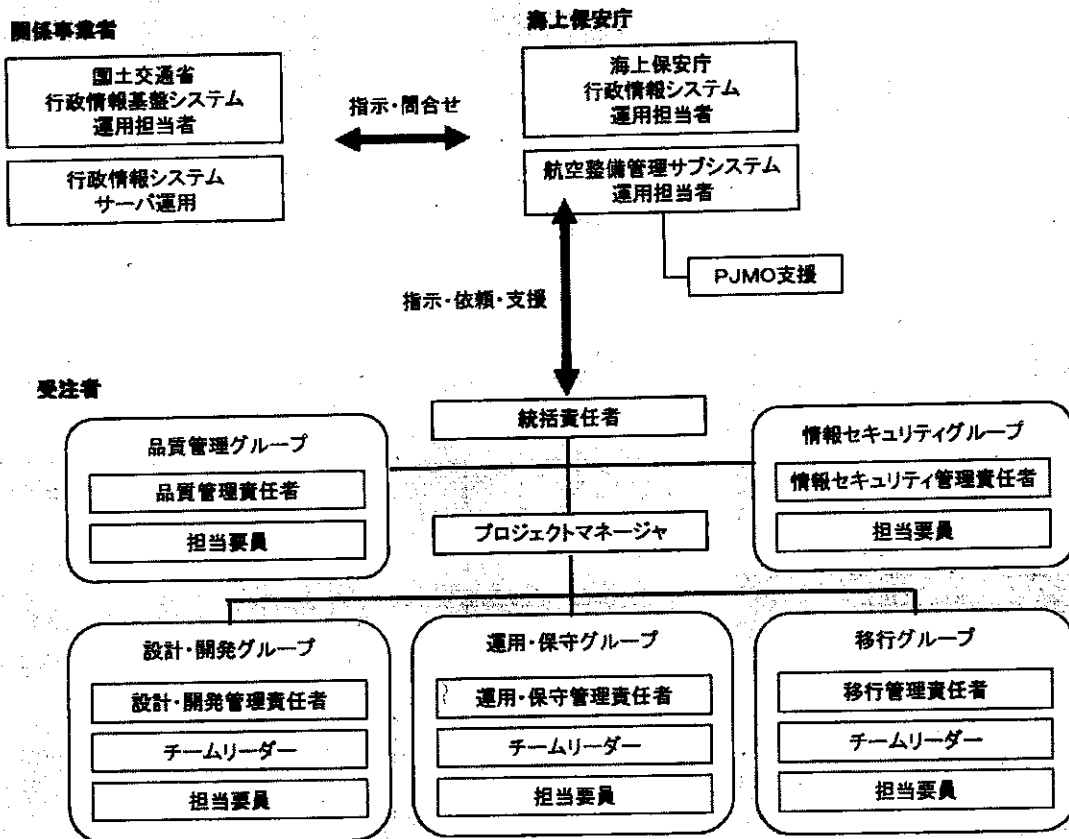 関係事業者
国土交通省
行政情報基盤システム
運用担当者
行政情報システム
サーバ運用
指示・問合せ
海上保安庁
海上保安庁
行政情報システム
運用担当者
航空整備管理サブシステム
運用担当者
PJMO支援
指示・依頼・支援
受注者
統括責任者
品質管理グループ
品質管理責任者
担当要員
情報セキュリティグループ
情報セキュリティ管理責任者
担当要員
プロジェクトマネージャ
設計・開発グループ
設計・開発管理責任者
チームリーダー
担当要員
運用・保守グループ
運用・保守管理責任者
チームリーダー
担当要員
移行グループ
移行管理責任者
チームリーダー
担当要員